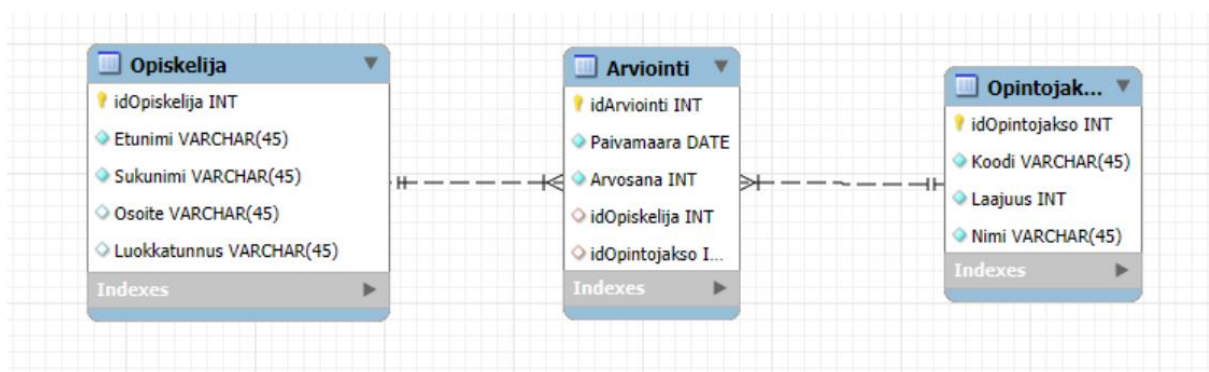 Opiskelija
idOpiskelija INT
Etunimi VARCHAR(45)
Sukunimi VARCHAR(45)
Osoite VARCHAR(45)
Luokkatunnus VARCHAR(45)
Indexes
Arviointi
idArviointi INT
Paivamaara DATE
Arvosana INT
idOpiskelija INT
idOpintojakso I...
Indexes
Opintojak...
idOpintojakso INT
Koodi VARCHAR(45)
Laajuus INT
Nimi VARCHAR(45)
Indexes